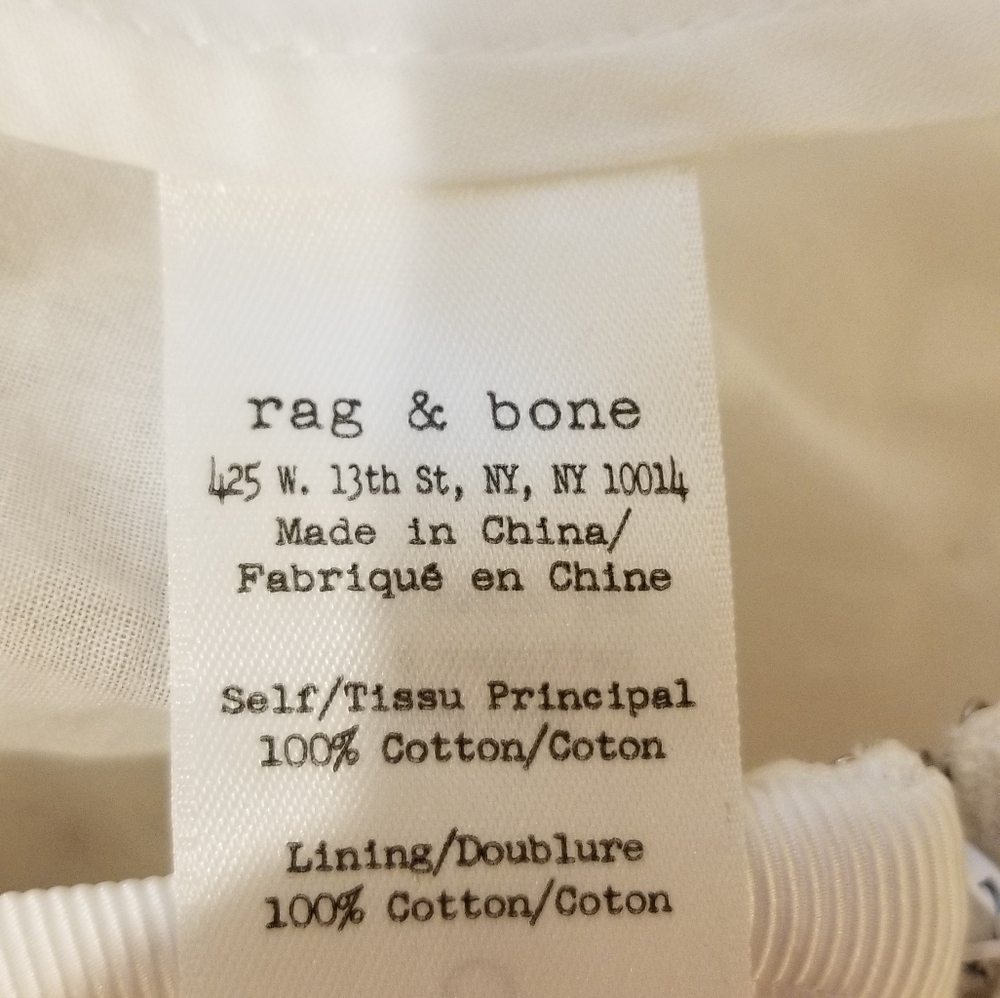 rag & bone
425 W. 13th St, NY, NY 10014
Made in China/
Fabriqué en Chine
Self/Tissu Principal
100% Cotton/Coton
Lining/Doublure
100% Cotton/Coton